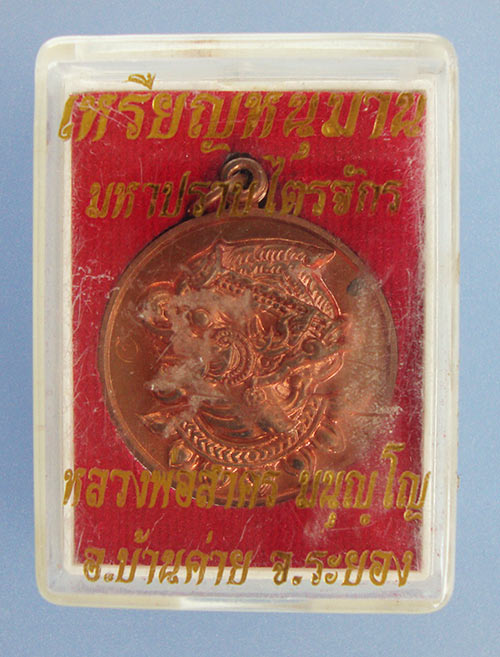 เหรียญหนุมาน
มหาปราบไตรจักร
หลวงพ่อสาคร มนุญฺโญ
อ.บ้านค่าย จ.ระยอง